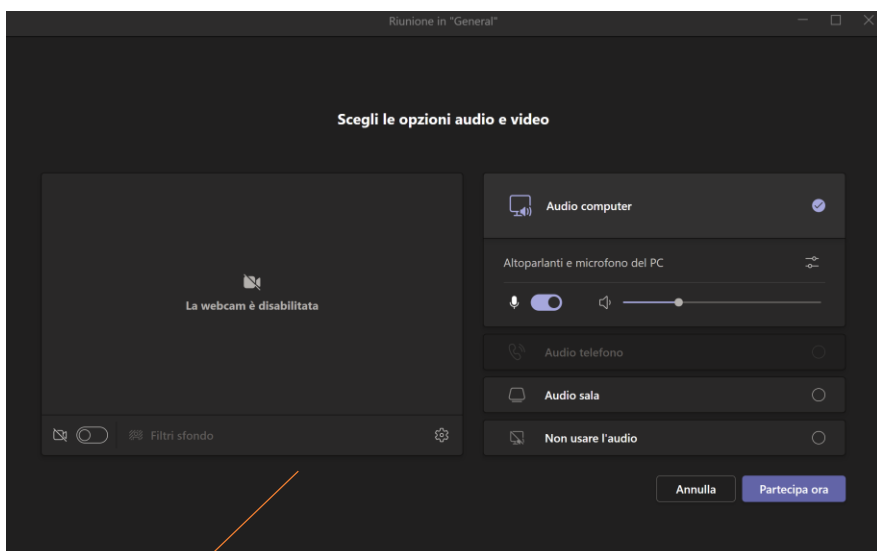 Riunione in "General"
Scegli le opzioni audio e video
La webcam è disabilitata
Filtri sfondo
Audio computer
Altoparlanti e microfono del PC
Audio telefono
Audio sala
Non usare l'audio
Annulla
Partecipa ora